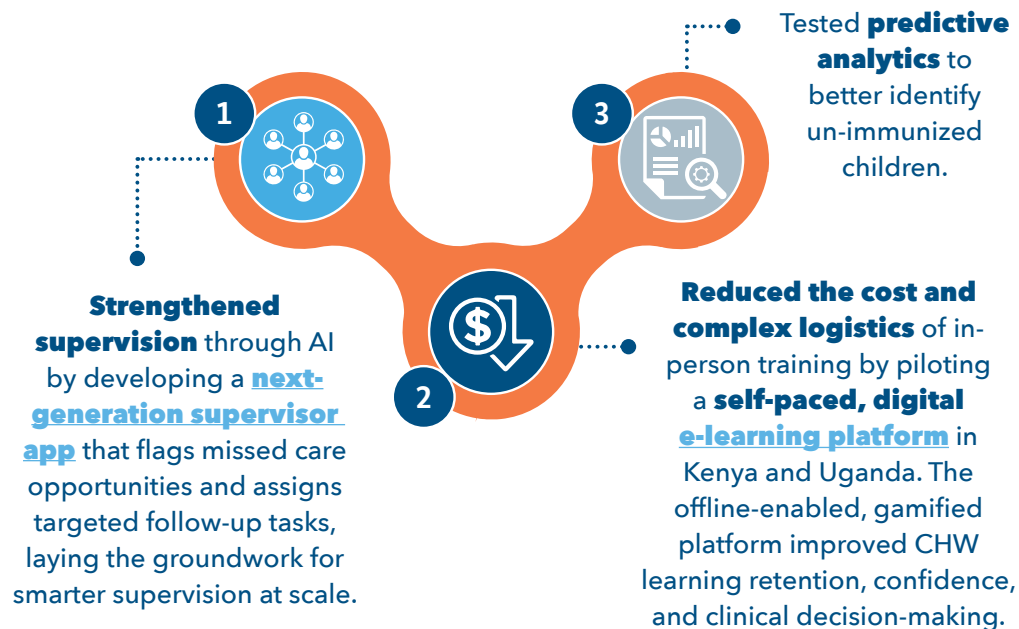 1
Strengthened
supervision through AI
by developing a next-
generation supervisor
app that flags missed care
opportunities and assigns
targeted follow-up tasks,
laying the groundwork for
smarter supervision at scale.
2
$
Reduced the cost and
complex logistics of in-
person training by piloting
a self-paced, digital
e-learning platform in
Kenya and Uganda. The
offline-enabled, gamified
platform improved CHW
learning retention, confidence,
and clinical decision-making.
3
Tested predictive
analytics to
better identify
un-immunized
children.